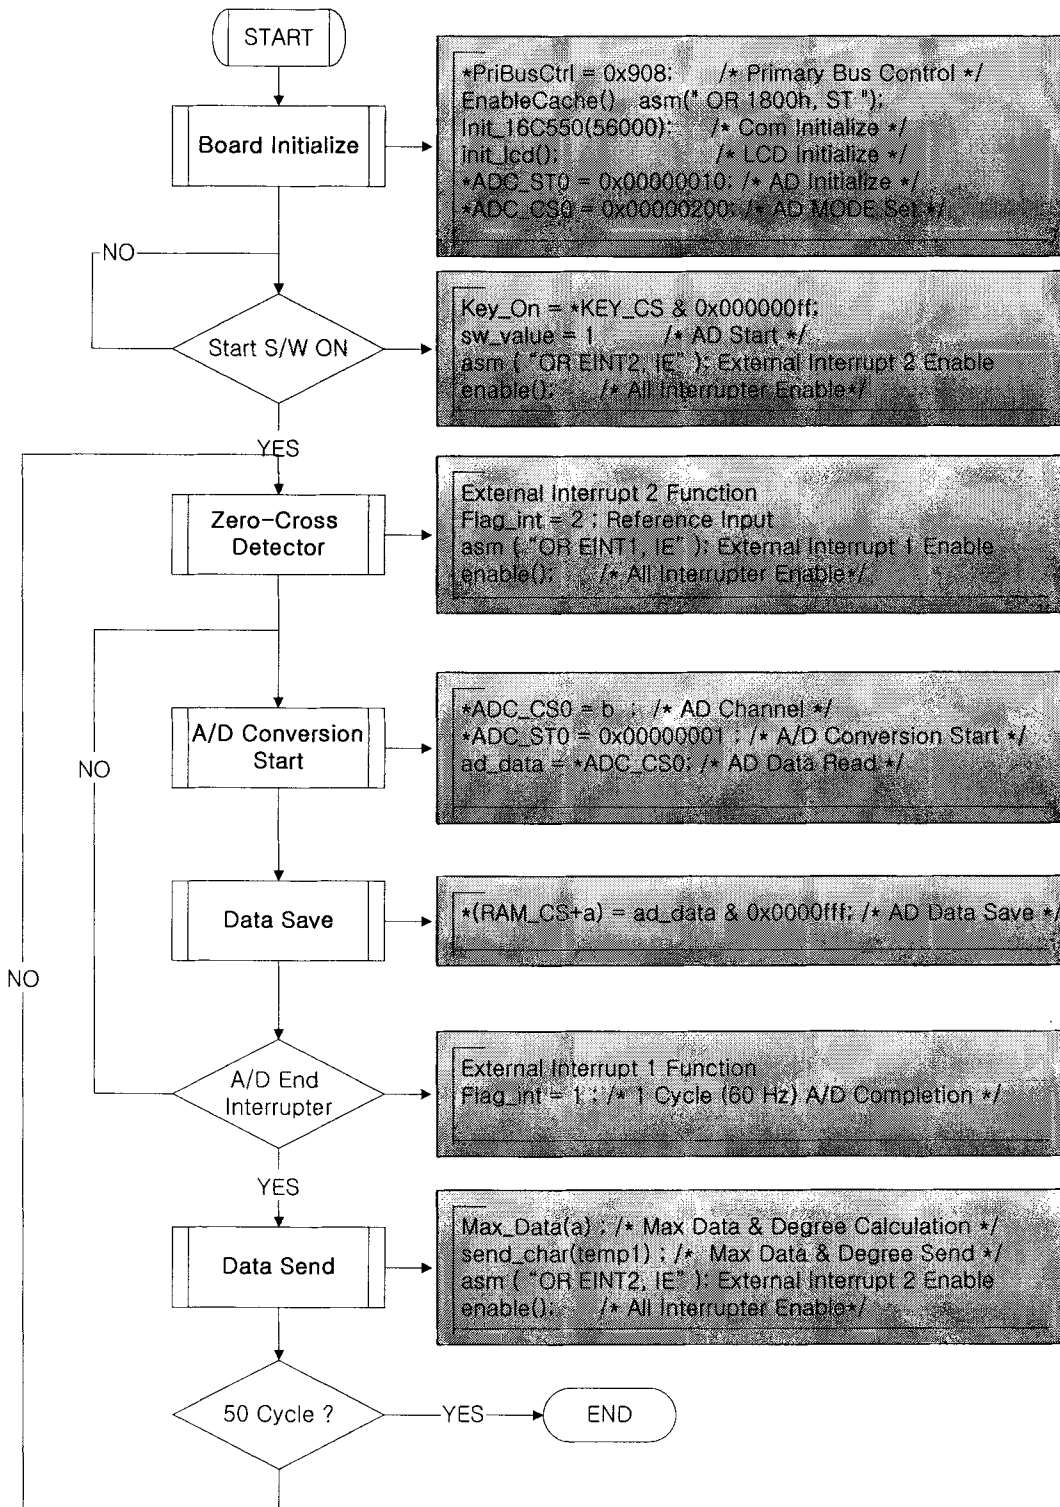 START
*PriBusCtrl = 0x908; /* Primary Bus Control */
EnableCache() asm(" OR 1800h, ST ");
Init_16C550(56000); /* Com Initialize */
init_lcd(); /* LCD Initialize */
*ADC_ST0 = 0x00000010; /* AD Initialize */
*ADC_CS0 = 0x00000200; /* AD MODE Set */
Board Initialize
NO
Key_On = *KEY_CS & 0x000000ff;
sw_value = 1 /* AD Start */
asm ( "OR EINT2, IE" ); External Interrupt 2 Enable
enable(); /* All Interrupter Enable*/
Start S/W ON
YES
External Interrupt 2 Function
Flag_int = 2 ; Reference Input
asm ( "OR EINT1, IE" ); External Interrupt 1 Enable
enable(); /* All Interrupter Enable*/
Zero-Cross
Detector
*ADC_CS0 = b ; /* AD Channel */
*ADC_ST0 = 0x00000001 ; /* A/D Conversion Start */
ad_data = *ADC_CS0; /* AD Data Read */
A/D Conversion
Start
NO
Data Save
*(RAM_CS+a) = ad_data & 0x0000fff; /* AD Data Save */
NO
External Interrupt 1 Function
Flag_int = 1 ; /* 1 Cycle (60 Hz) A/D Completion */
A/D End
Interrupter
YES
Max_Data(a) ; /* Max Data & Degree Calculation */
send_char(temp1) ; /* Max Data & Degree Send */
asm ( "OR EINT2, IE" ); External Interrupt 2 Enable
enable(); /* All Interrupter Enable*/
Data Send
50 Cycle ?
YES
END